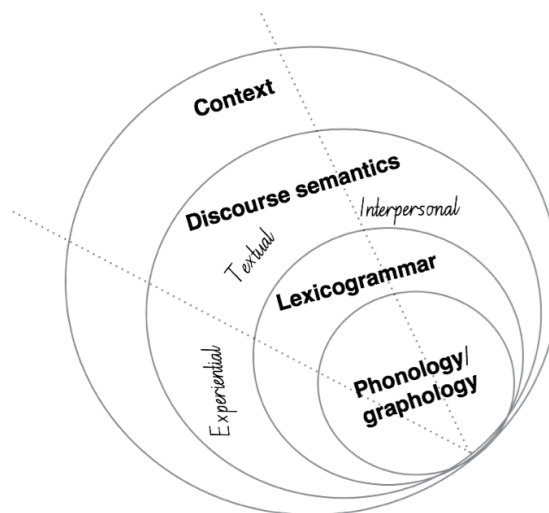 Context
Discourse semantics
Interpersonal
Textual
Lexicogrammar
Experiential
Phonology/
graphology